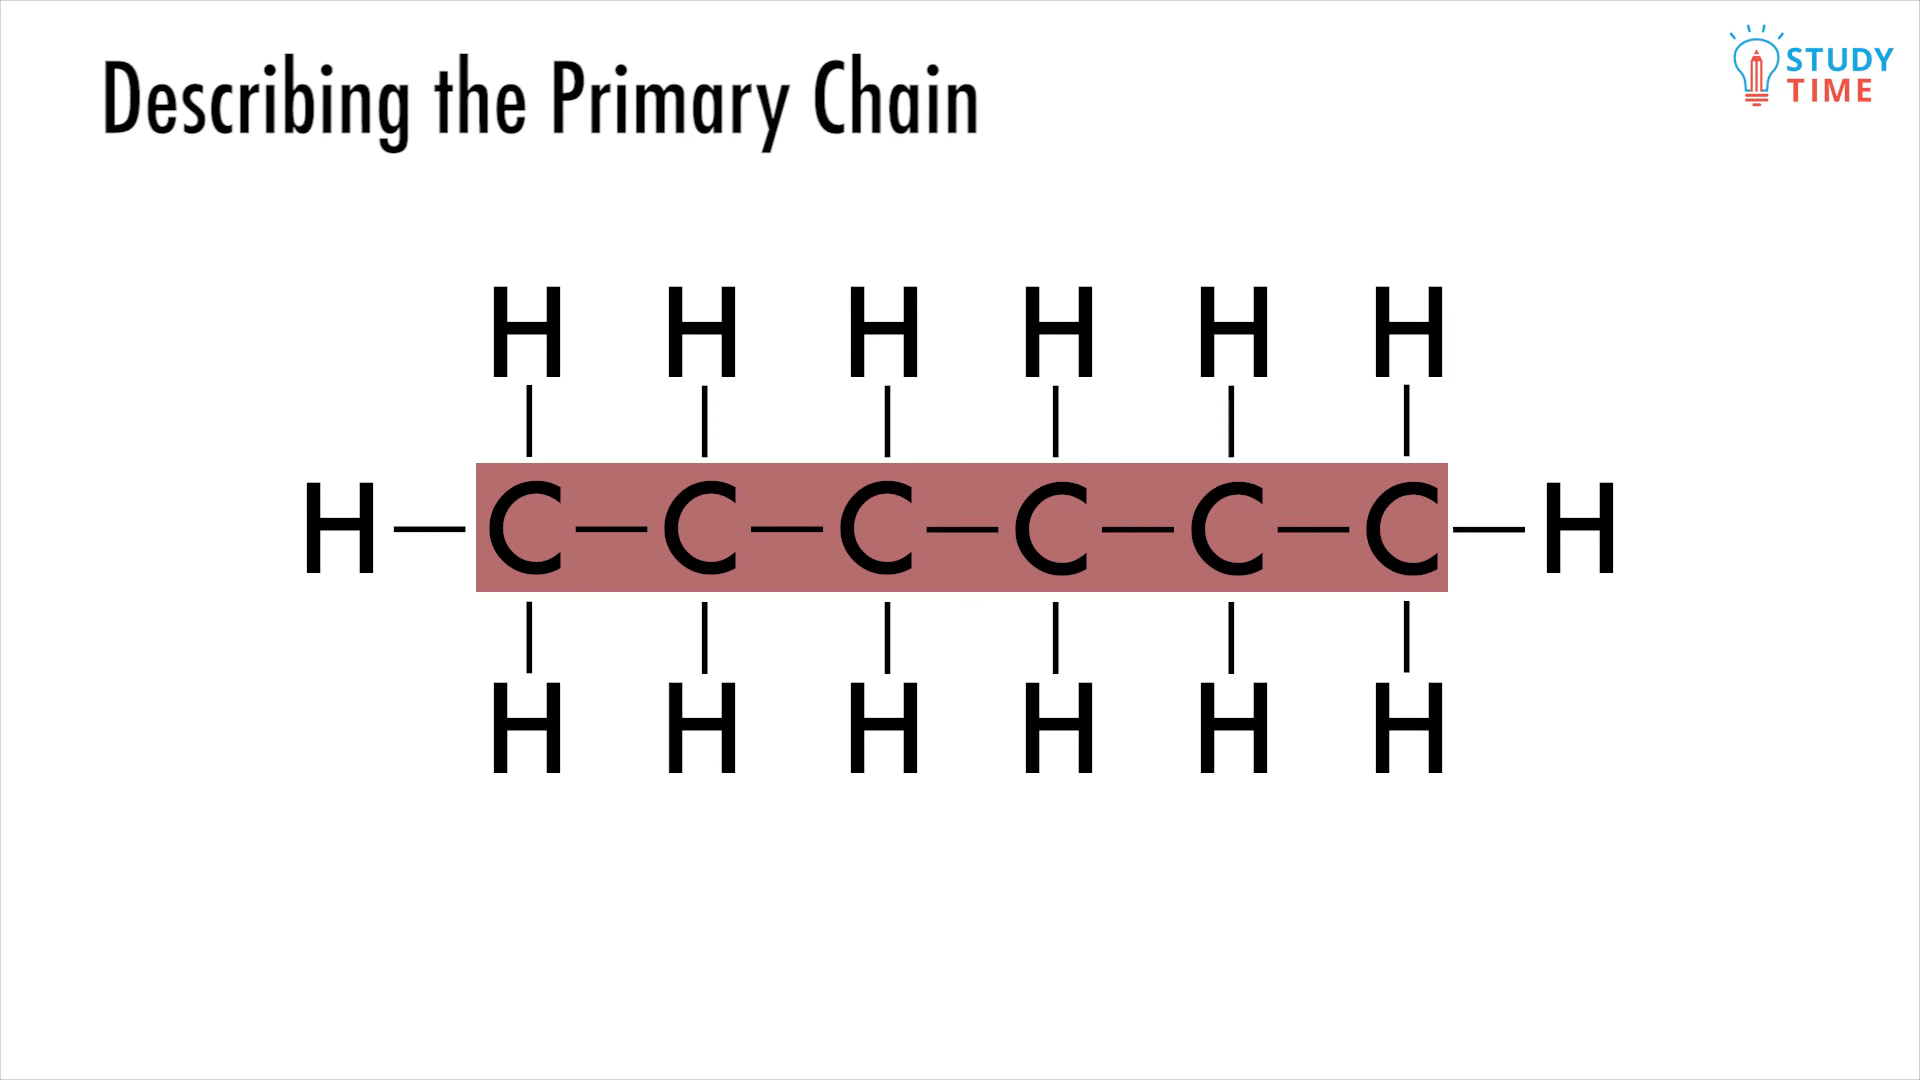 Describing the Primary Chain
STUDY
TIME
H H H H H H
H C C C C C C H
H H H H H H